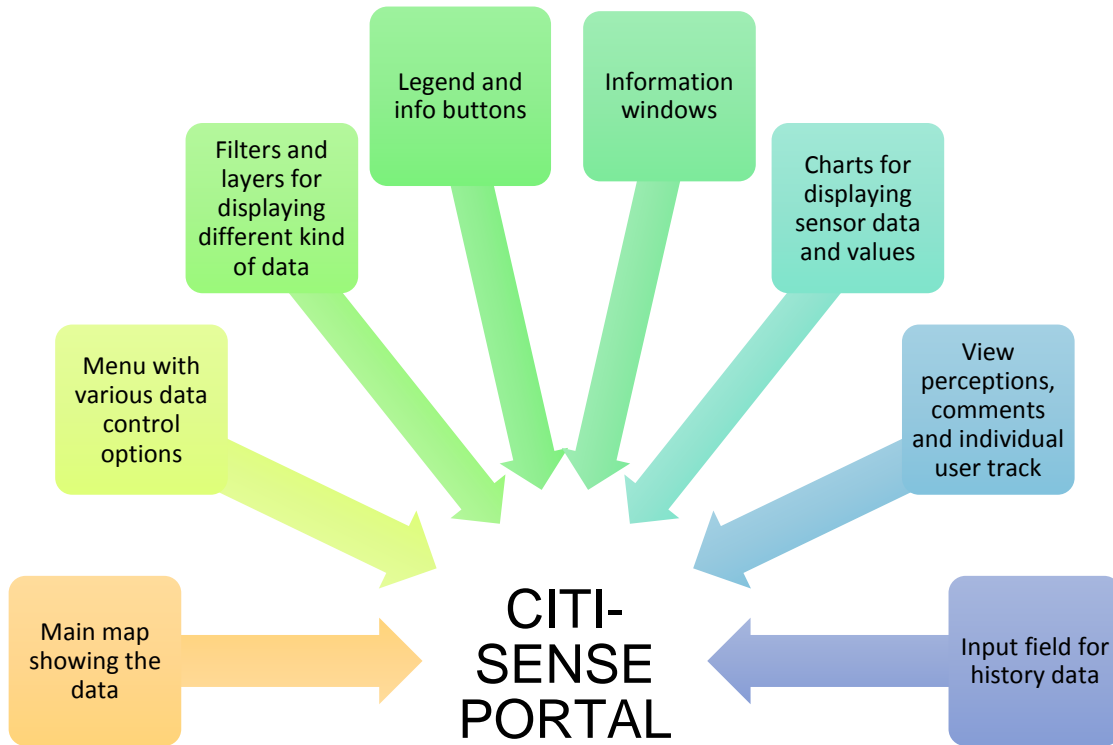 Legend and
info buttons
Information
windows
Filters and
layers for
displaying
different kind
of data
Charts for
displaying
sensor data
and values
Menu with
various data
control
options
View
perceptions,
comments
and individual
user track
Main map
showing the
data
CITI-
SENSE
PORTAL
Input field for
history data